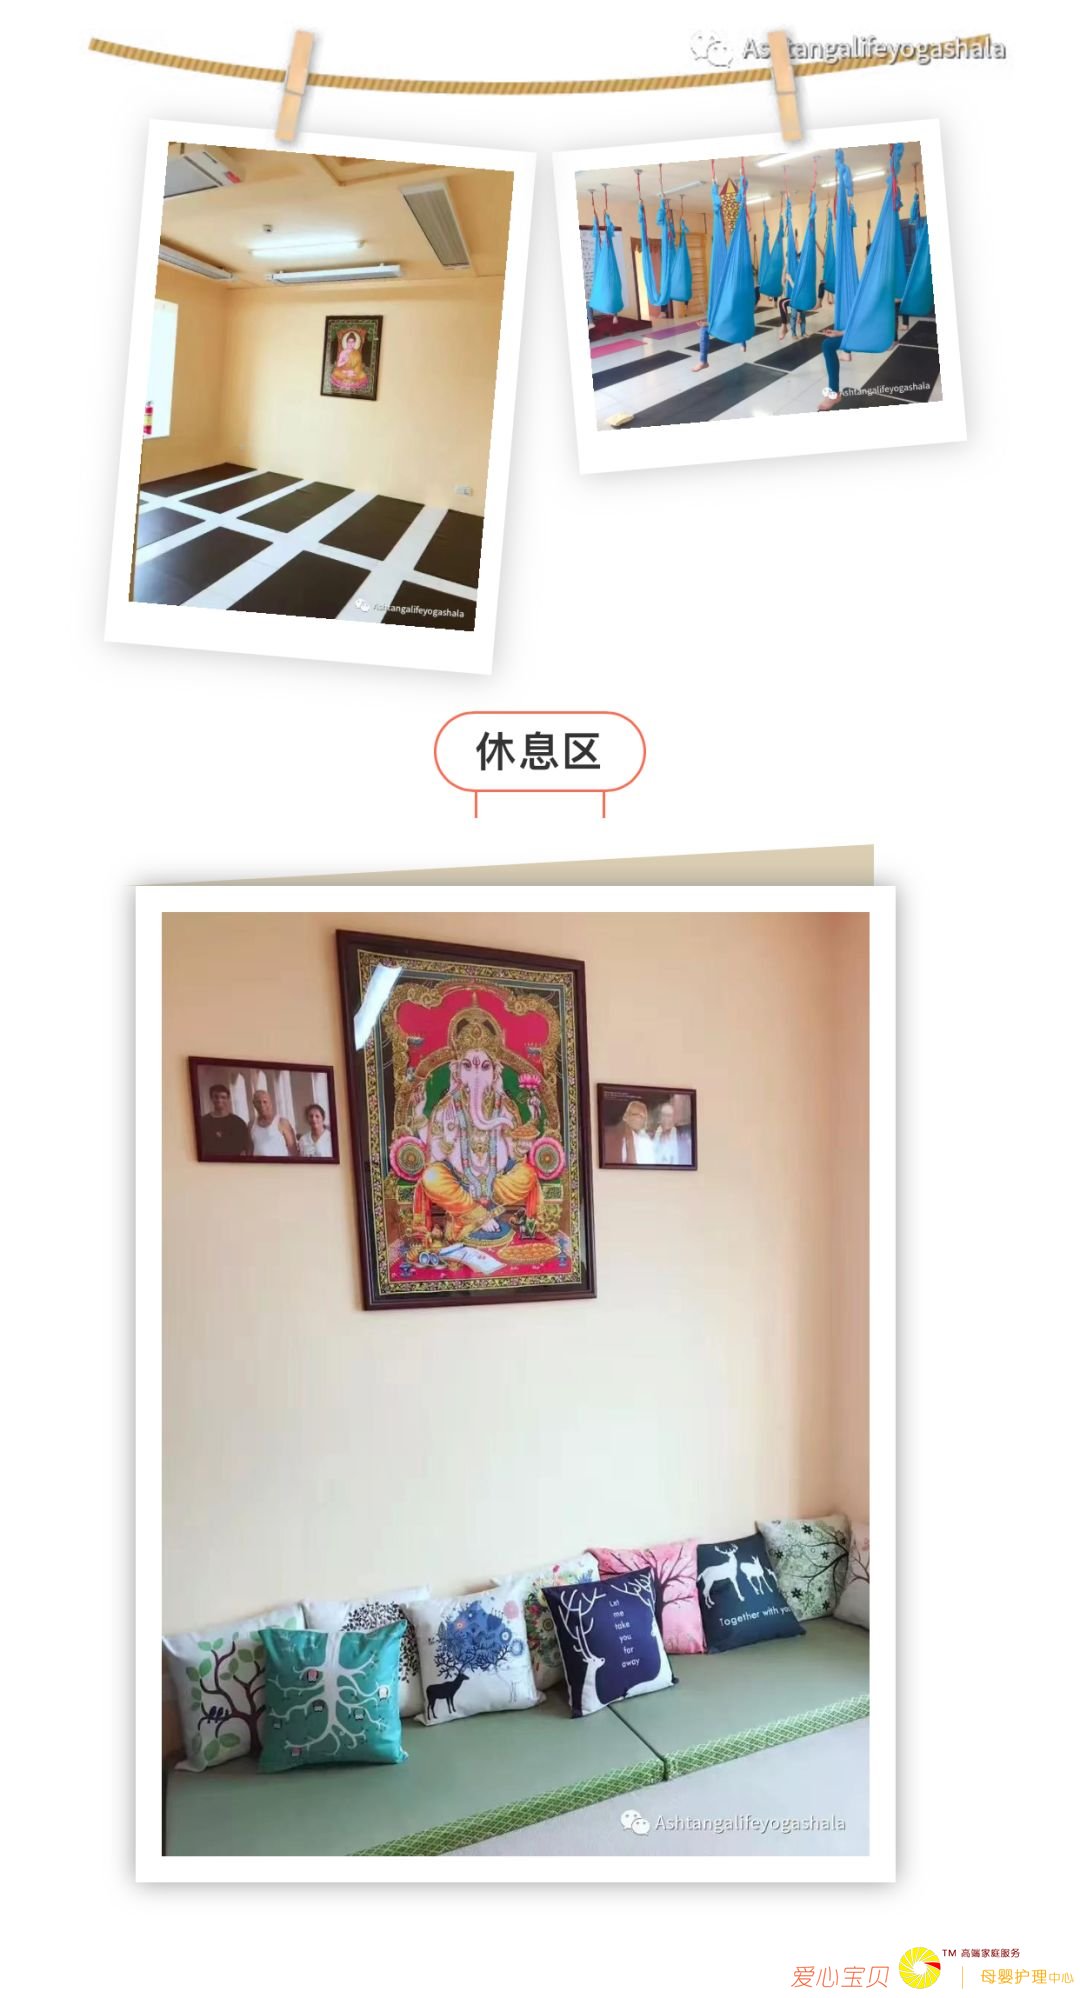 Ashtangalifeyogashala
Ashtangalifeyogashala
Ashtangalifeyogashala
休息区
Let
me
take
you
far
away
Together with you
Ashtangalifeyogashala
爱心宝贝
TM 高端家庭服务
母婴护理中心